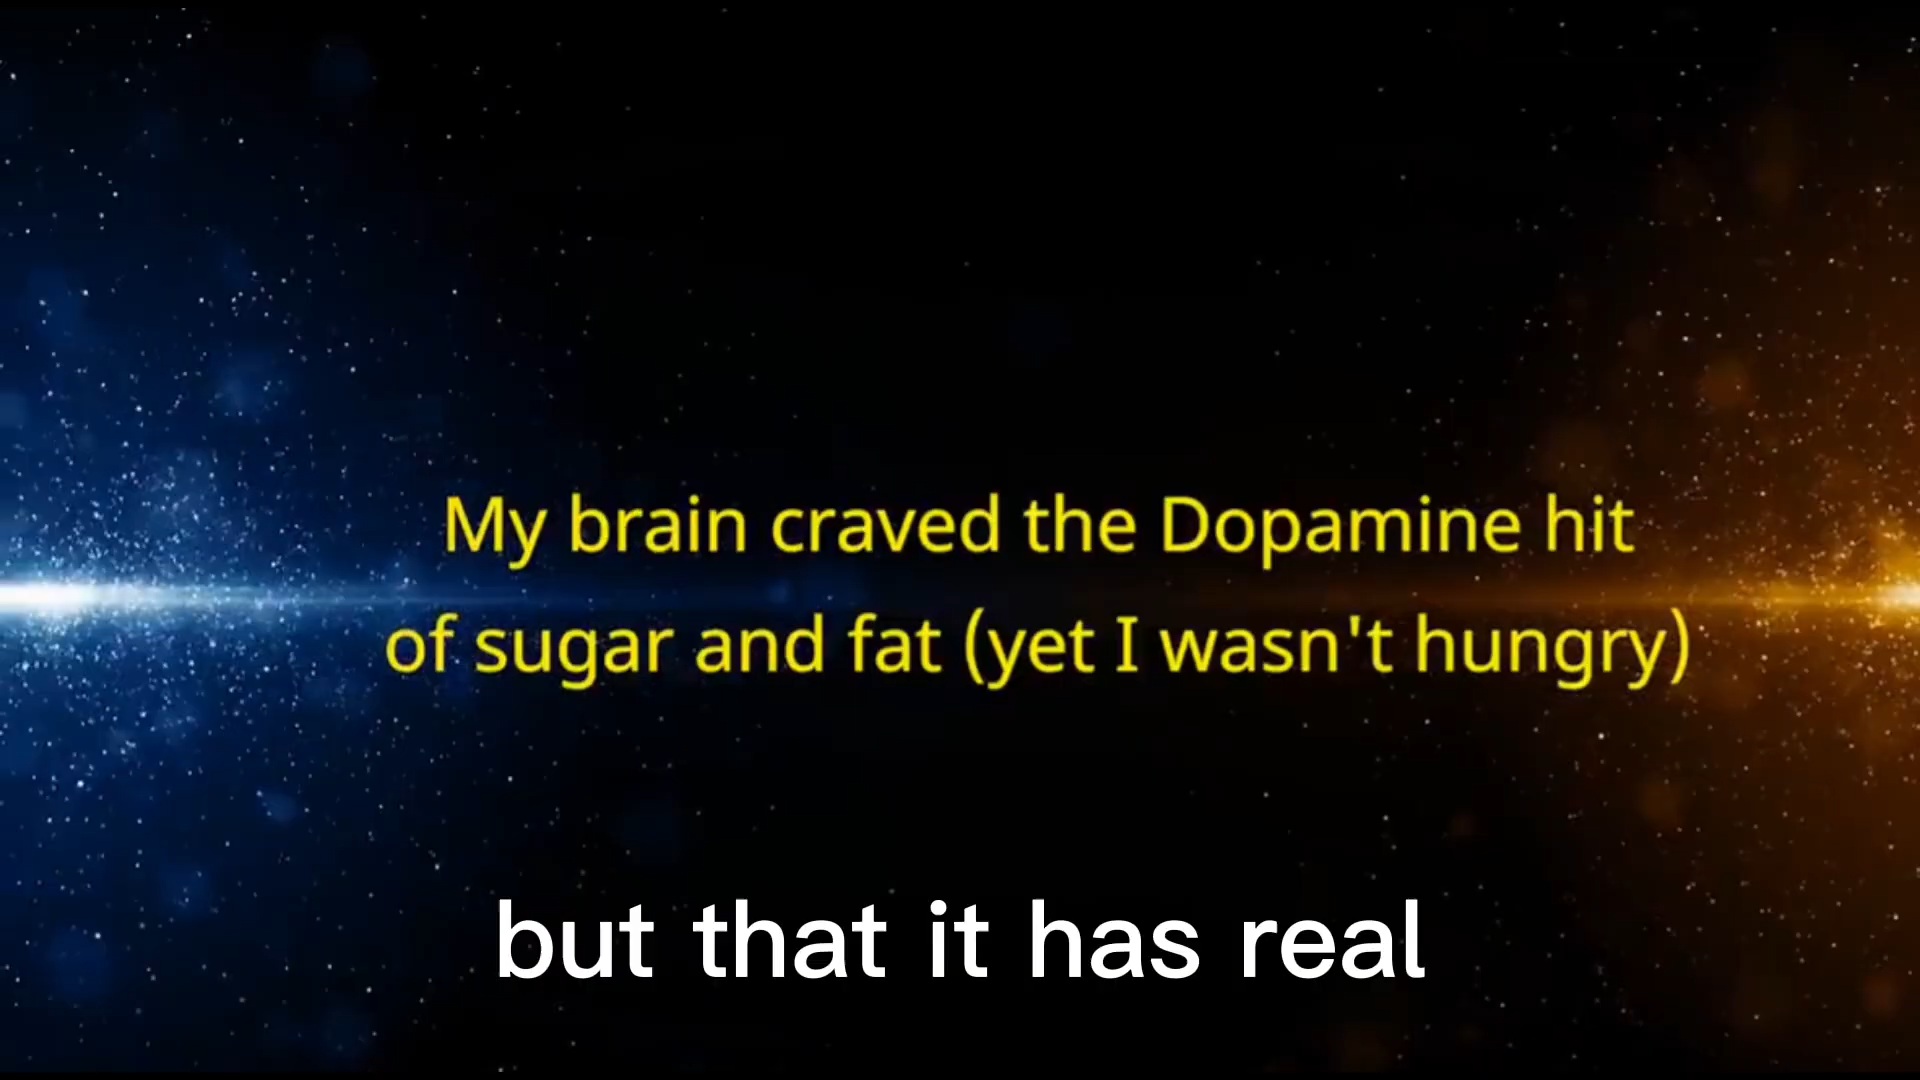 My brain craved the Dopamine hit
of sugar and fat (yet I wasn't hungry)
but that it has real